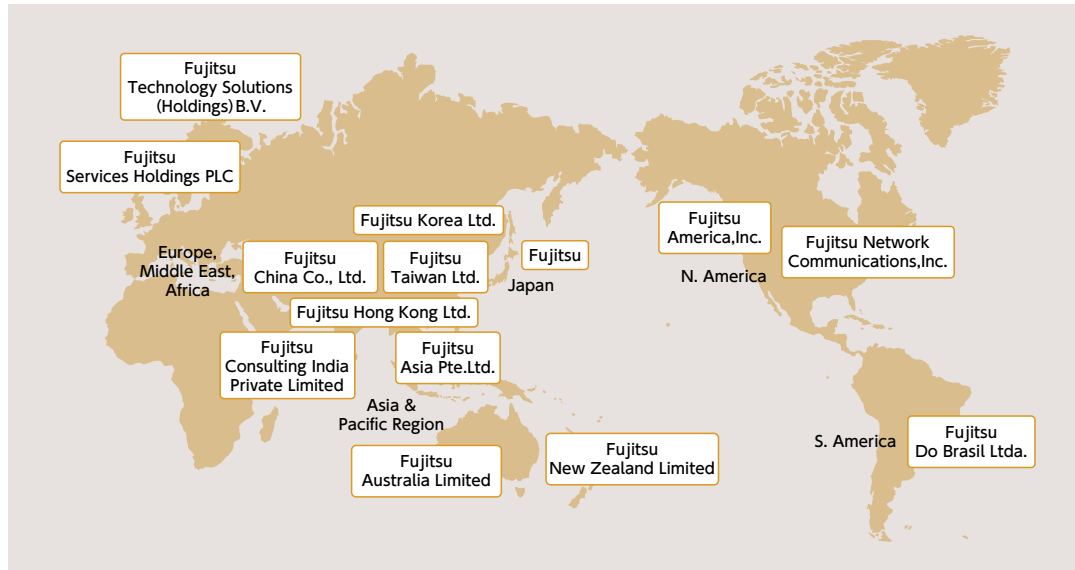 Fujitsu
Technology Solutions
(Holdings) B.V.
Fujitsu
Services Holdings PLC
Europe,
Middle East,
Africa
Fujitsu Korea Ltd.
Fujitsu
China Co., Ltd.
Fujitsu
Taiwan Ltd.
Fujitsu
Japan
Fujitsu Hong Kong Ltd.
Fujitsu
Consulting India
Private Limited
Fujitsu
Asia Pte.Ltd.
Asia &
Pacific Region
Fujitsu
Australia Limited
Fujitsu
New Zealand Limited
Fujitsu
America,Inc.
Fujitsu Network
Communications,Inc.
N. America
S. America
Fujitsu
Do Brasil Ltda.